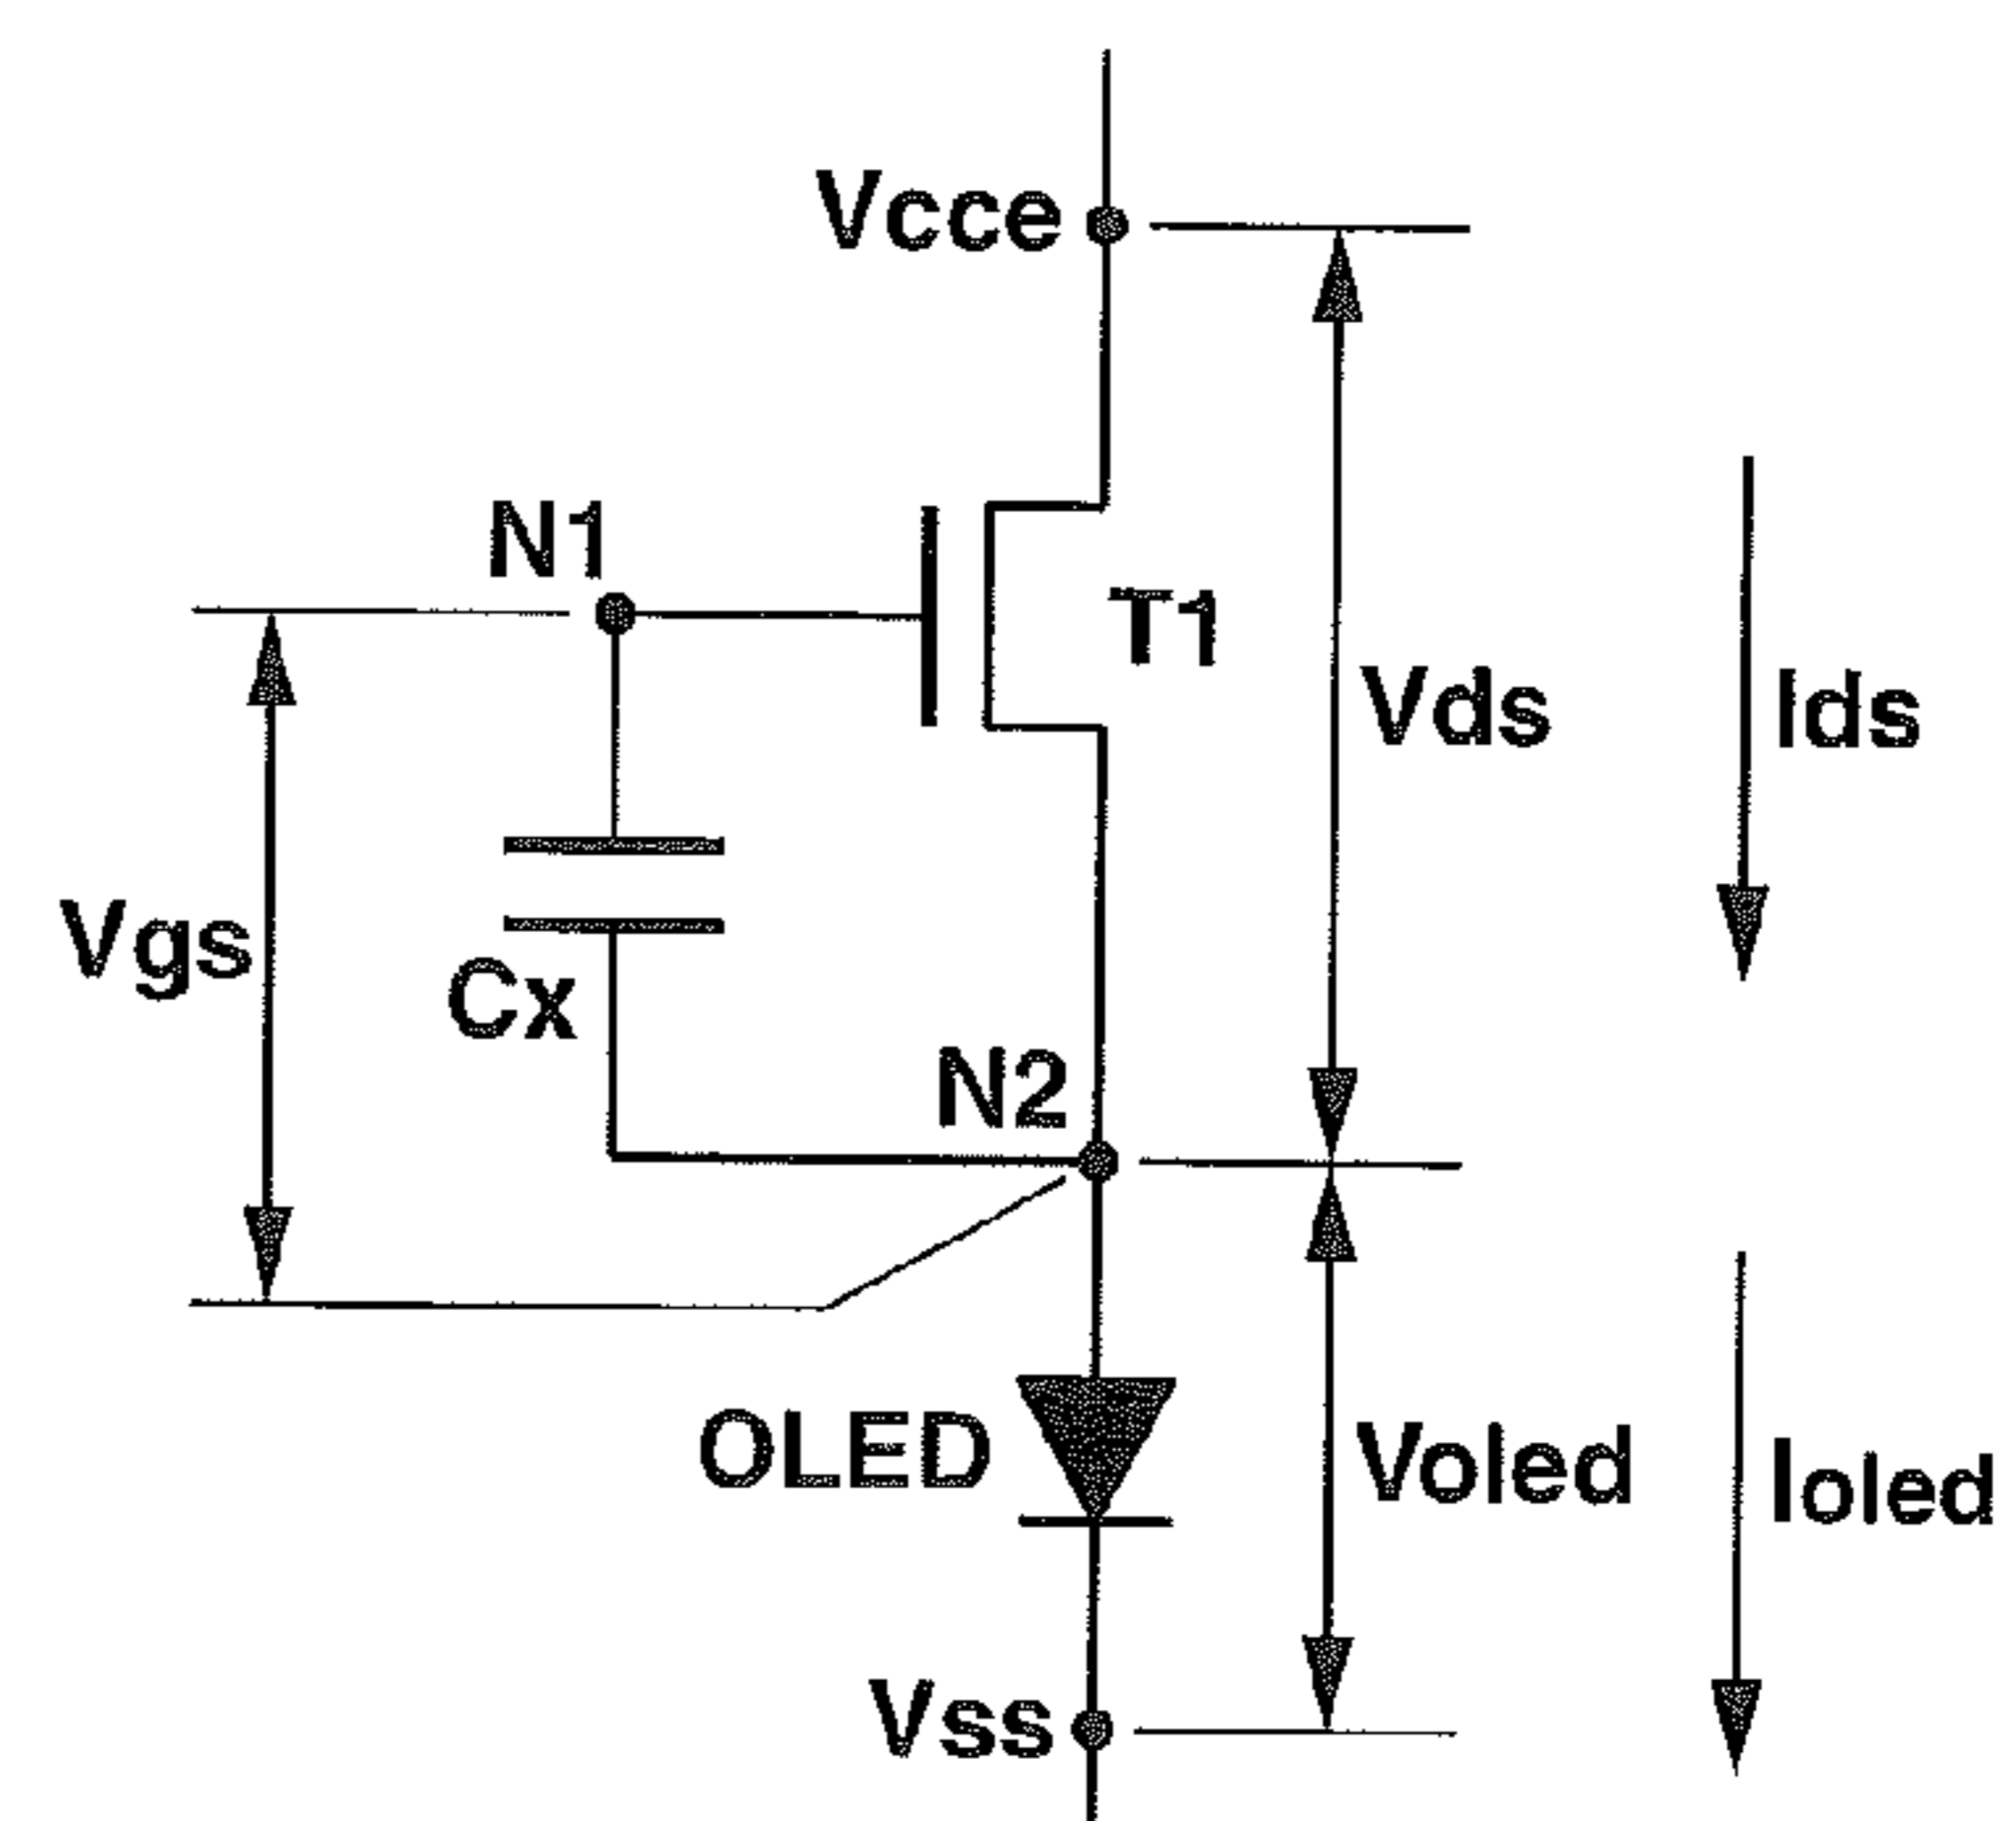 Vcce
N1
T1
Vds
Ids
Vgs
Cx
N2
OLED
Voled
Ioled
Vss